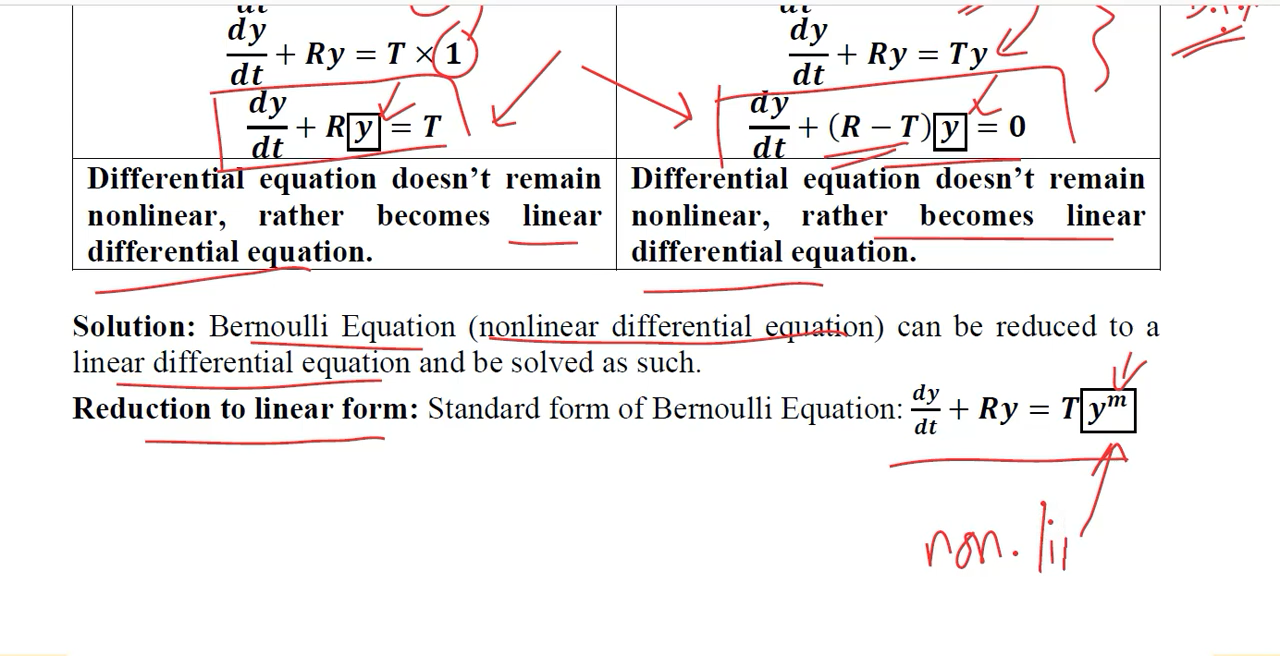 dy/dt + Ry = T × 1
dy/dt + Ry = T
Differential equation doesn't remain
nonlinear, rather becomes linear
differential equation.
dy/dt + Ry = Ty
dy/dt + (R − T)y = 0
Differential equation doesn't remain
nonlinear, rather becomes linear
differential equation.
Solution: Bernoulli Equation (nonlinear differential equation) can be reduced to a
linear differential equation and be solved as such.
Reduction to linear form: Standard form of Bernoulli Equation: dy/dt + Ry = Ty^m
non. lin